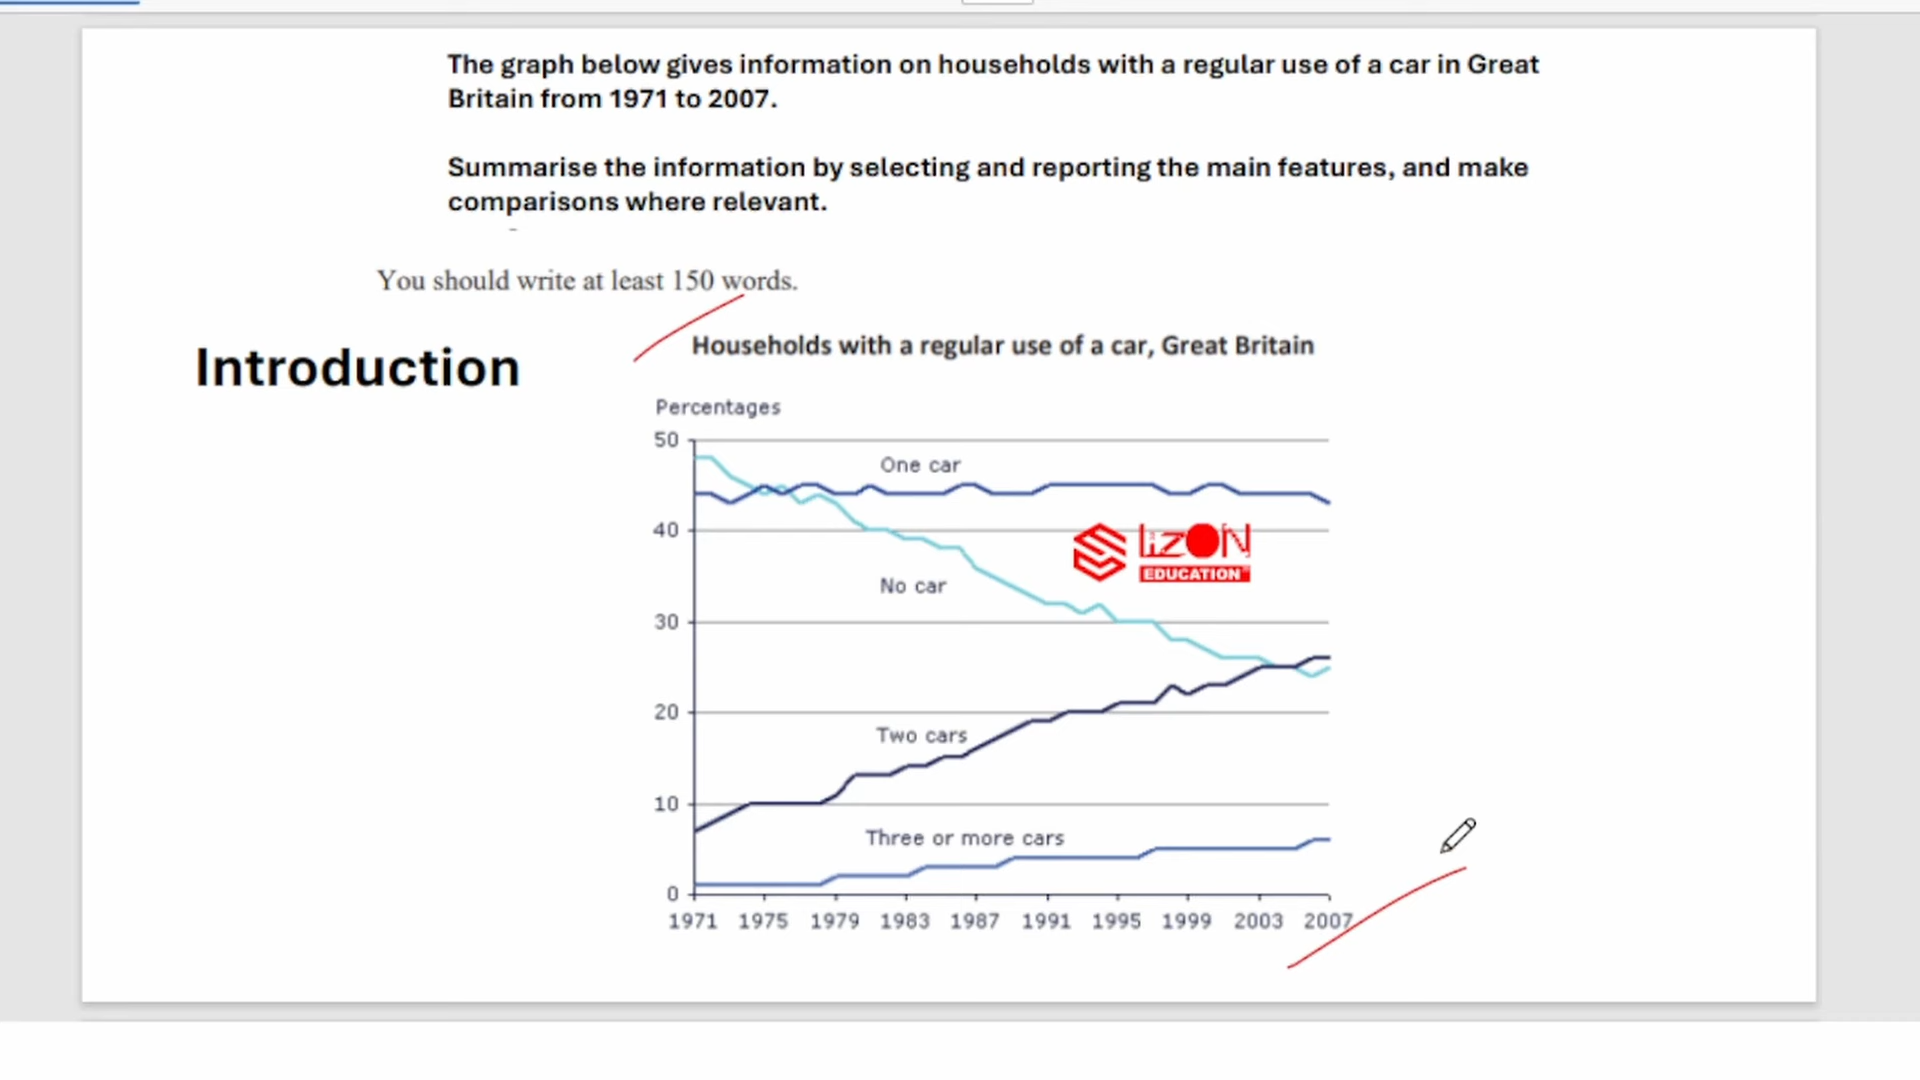 The graph below gives information on households with a regular use of a car in Great
Britain from 1971 to 2007.
Summarise the information by selecting and reporting the main features, and make
comparisons where relevant.
You should write at least 150 words.
Introduction
Households with a regular use of a car, Great Britain
Percentages
50
One car
40
LizON
EDUCATION
No car
30
20
Two cars
10
Three or more cars
0
1971 1975 1979 1983 1987 1991 1995 1999 2003 2007